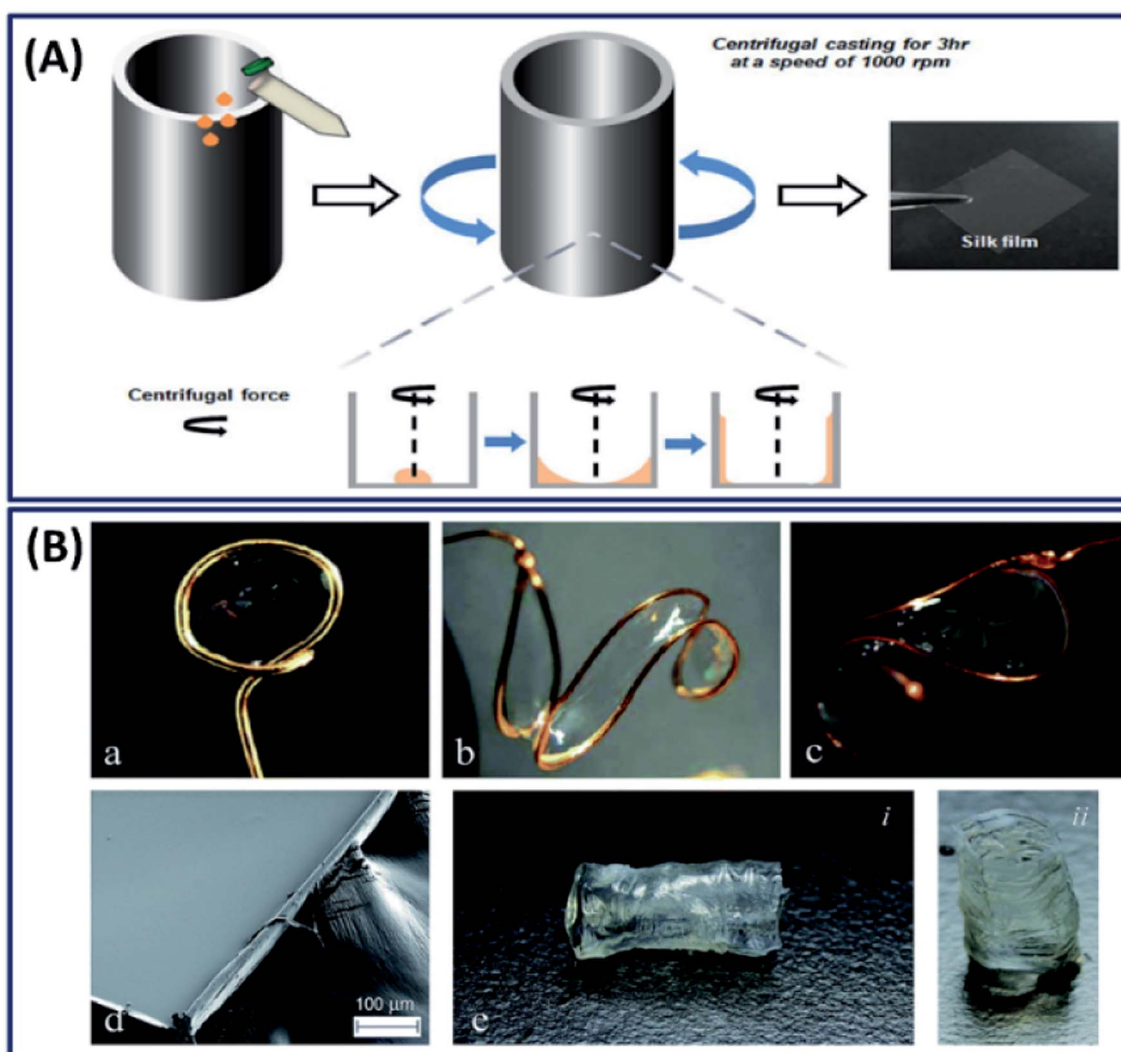 (A)
Centrifugal casting for 3hr
at a speed of 1000 rpm
Silk film
Centrifugal force
(B)
a
b
c
d
100 μm
e
i
ii